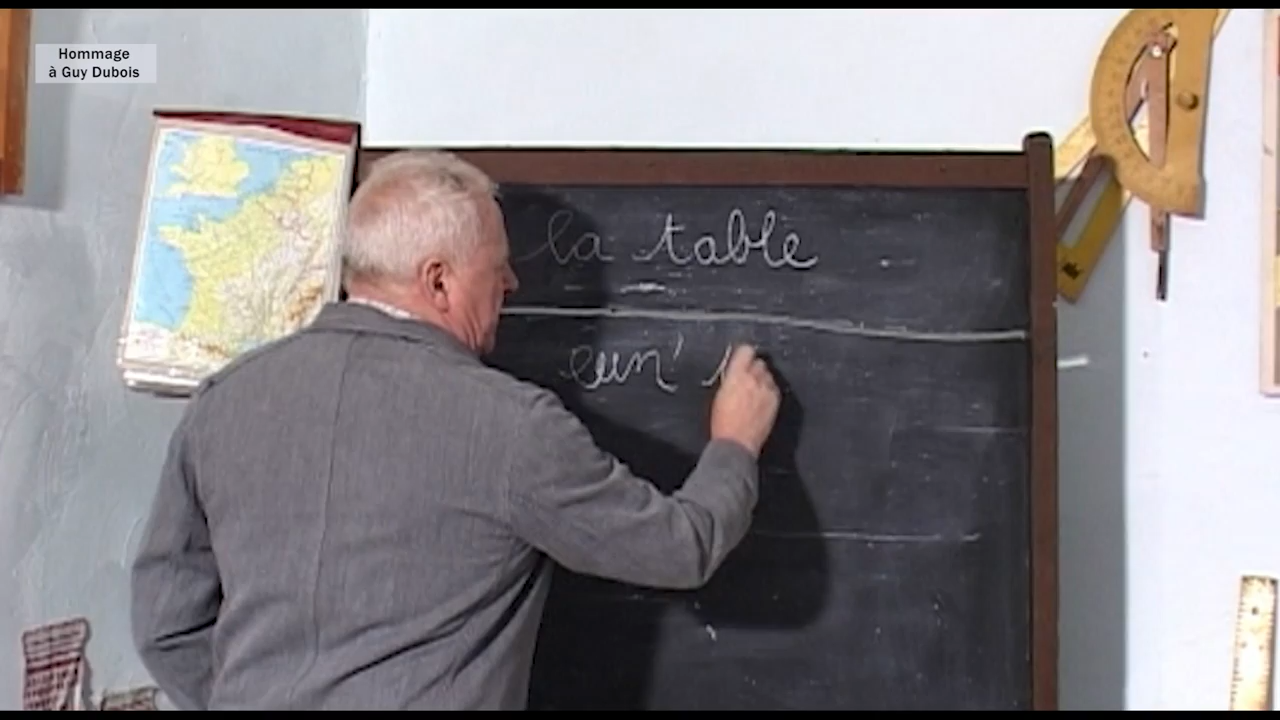 Hommage
à Guy Dubois
la table
eun'